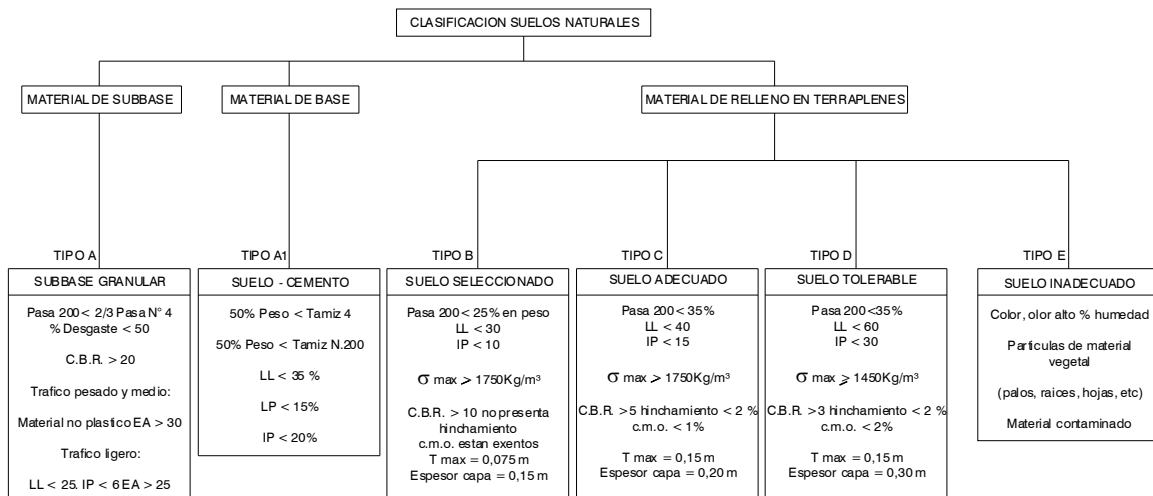 CLASIFICACION SUELOS NATURALES
MATERIAL DE SUBBASE
MATERIAL DE BASE
MATERIAL DE RELLENO EN TERRAPLENES
TIPO A
SUBBASE GRANULAR
Pasa 200< 2/3 Pasa N° 4
% Desgaste < 50
C.B.R. > 20
Trafico pesado y medio:
Material no plastico EA > 30
Trafico ligero:
LL < 25. IP < 6 EA > 25
TIPO A1
SUELO - CEMENTO
50% Peso < Tamiz 4
50% Peso < Tamiz N.200
LL < 35 %
LP < 15%
IP < 20%
TIPO B
SUELO SELECCIONADO
Pasa 200< 25% en peso
LL < 30
IP < 10
σ max ⩾ 1750Kg/m³
C.B.R. > 10 no presenta
hinchamiento
c.m.o. estan exentos
T max = 0,075 m
Espesor capa = 0,15 m
TIPO C
SUELO ADECUADO
Pasa 200< 35%
LL < 40
IP < 15
σ max ⩾ 1750Kg/m³
C.B.R. >5 hinchamiento < 2 %
c.m.o. < 1%
T max = 0,15 m
Espesor capa = 0,20 m
TIPO D
SUELO TOLERABLE
Pasa 200<35%
LL < 60
IP < 30
σ max ⩾ 1450Kg/m³
C.B.R. >3 hinchamiento < 2 %
c.m.o. < 2%
T max = 0,15 m
Espesor capa = 0,30 m
TIPO E
SUELO INADECUADO
Color, olor alto % humedad
Particulas de material
vegetal
(palos, raices, hojas, etc)
Material contaminado